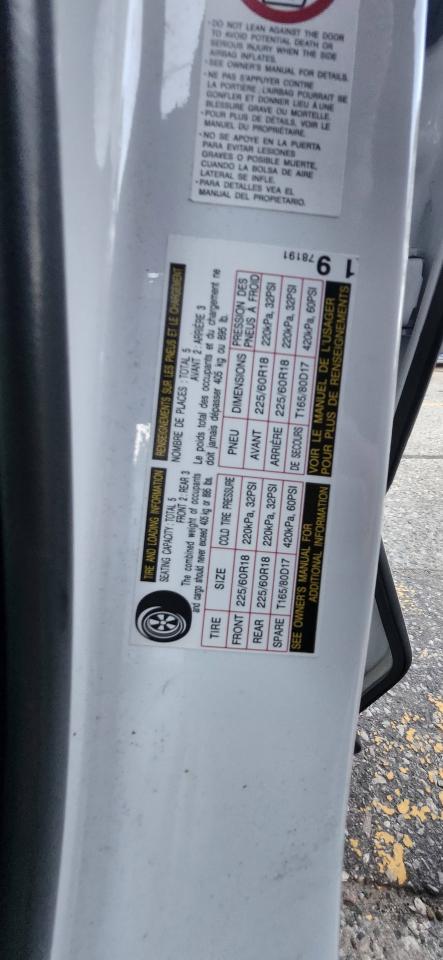 • DO NOT LEAN AGAINST THE DOOR
TO AVOID POTENTIAL DEATH OR
SERIOUS INJURY WHEN THE SIDE
AIRBAG INFLATES.
• SEE OWNER'S MANUAL FOR DETAILS.
• NE PAS S'APPUYER CONTRE
LA PORTIÈRE, L'AIRBAG POURRAIT SE
GONFLER ET DONNER LIEU À UNE
BLESSURE GRAVE OU MORTELLE.
• POUR PLUS DE DÉTAILS, VOIR LE
MANUEL DU PROPRIÉTAIRE.
• NO SE APOYE EN LA PUERTA
PARA EVITAR LESIONES
GRAVES O POSIBLE MUERTE,
CUANDO LA BOLSA DE AIRE
LATERAL SE INFLE.
• PARA DETALLES VEA EL
MANUAL DEL PROPIETARIO.
TIRE AND LOADING INFORMATION
SEATING CAPACITY : TOTAL 5
FRONT 2 : REAR 3
The combined weight of occupants
and cargo should never exceed 405 kg or 895 lbs.
TIRE SIZE COLD TIRE PRESSURE
FRONT 225/60R18 220kPa, 32PSI
REAR 225/60R18 220kPa, 32PSI
SPARE T165/80D17 420kPa, 60PSI
SEE OWNER'S MANUAL FOR
ADDITIONAL INFORMATION
RENSEIGNEMENTS SUR LES PNEUS ET LE CHARGEMENT
NOMBRE DE PLACES : TOTAL 5
AVANT 2 : ARRIÈRE 3
Le poids total des occupants et du chargement ne
doit jamais dépasser 405 kg ou 895 lb.
PNEU DIMENSIONS PRESSION DES PNEUS À FROID
AVANT 225/60R18 220kPa, 32PSI
ARRIÈRE 225/60R18 220kPa, 32PSI
DE SECOURS T165/80D17 420kPa, 60PSI
VOIR LE MANUEL DE L'USAGER
POUR PLUS DE RENSEIGNEMENTS
1 9
78191